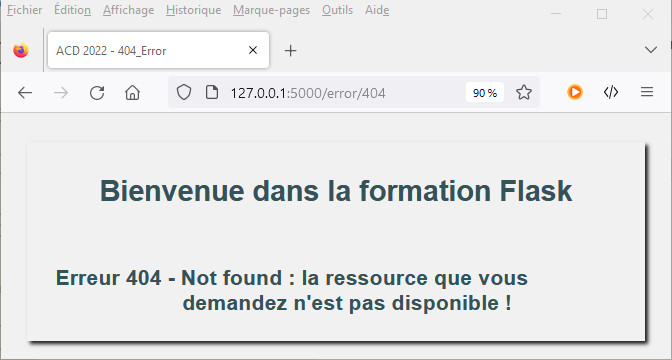 Fichier Édition Affichage Historique Marque-pages Outils Aide
ACD 2022 - 404_Error
127.0.0.1:5000/error/404 90 %
Bienvenue dans la formation Flask
Erreur 404 - Not found : la ressource que vous
demandez n'est pas disponible !